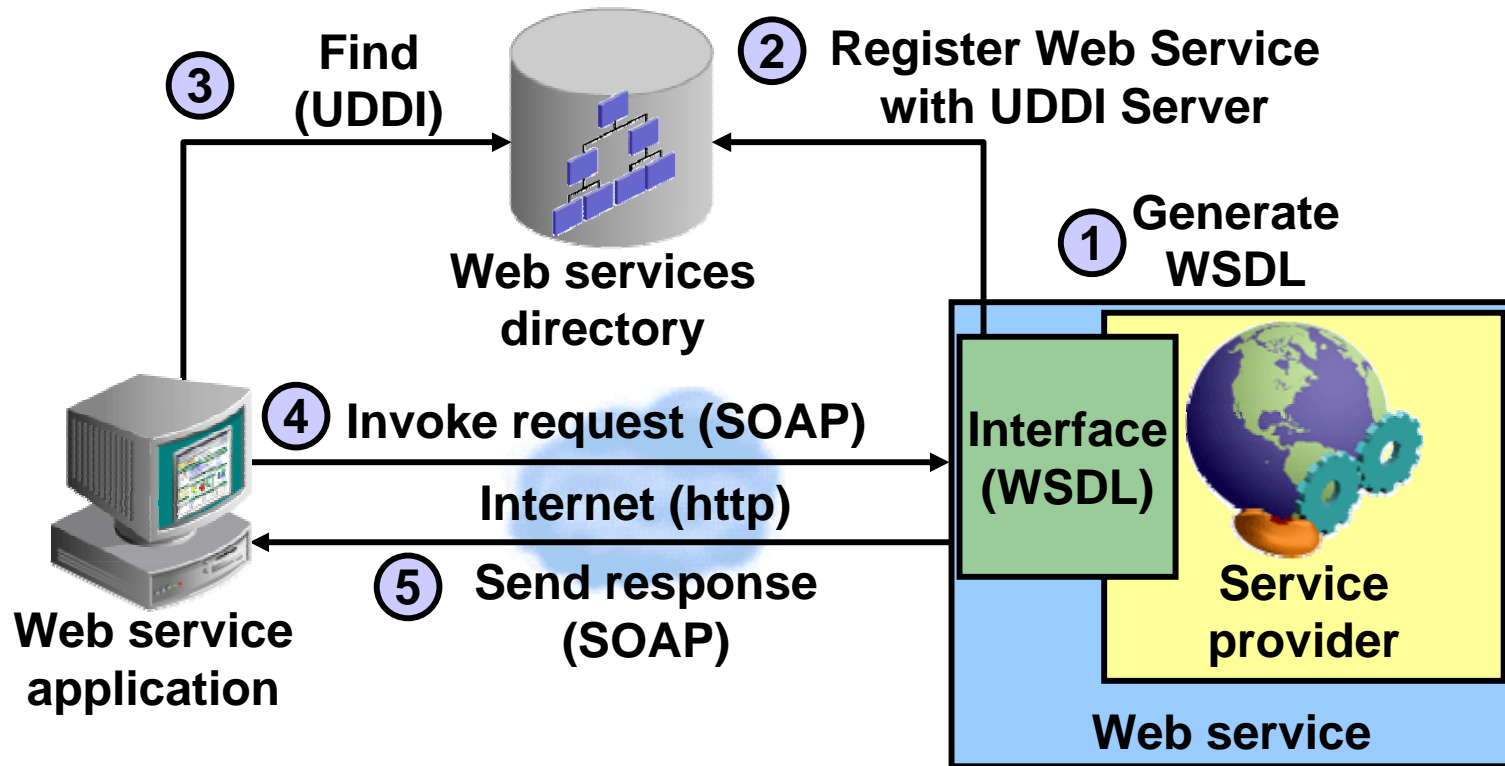 3
Find
(UDDI)
2
Register Web Service
with UDDI Server
1
Generate
WSDL
Web services
directory
4
Invoke request (SOAP)
Internet (http)
5
Send response
(SOAP)
Web service
application
Interface
(WSDL)
Service
provider
Web service